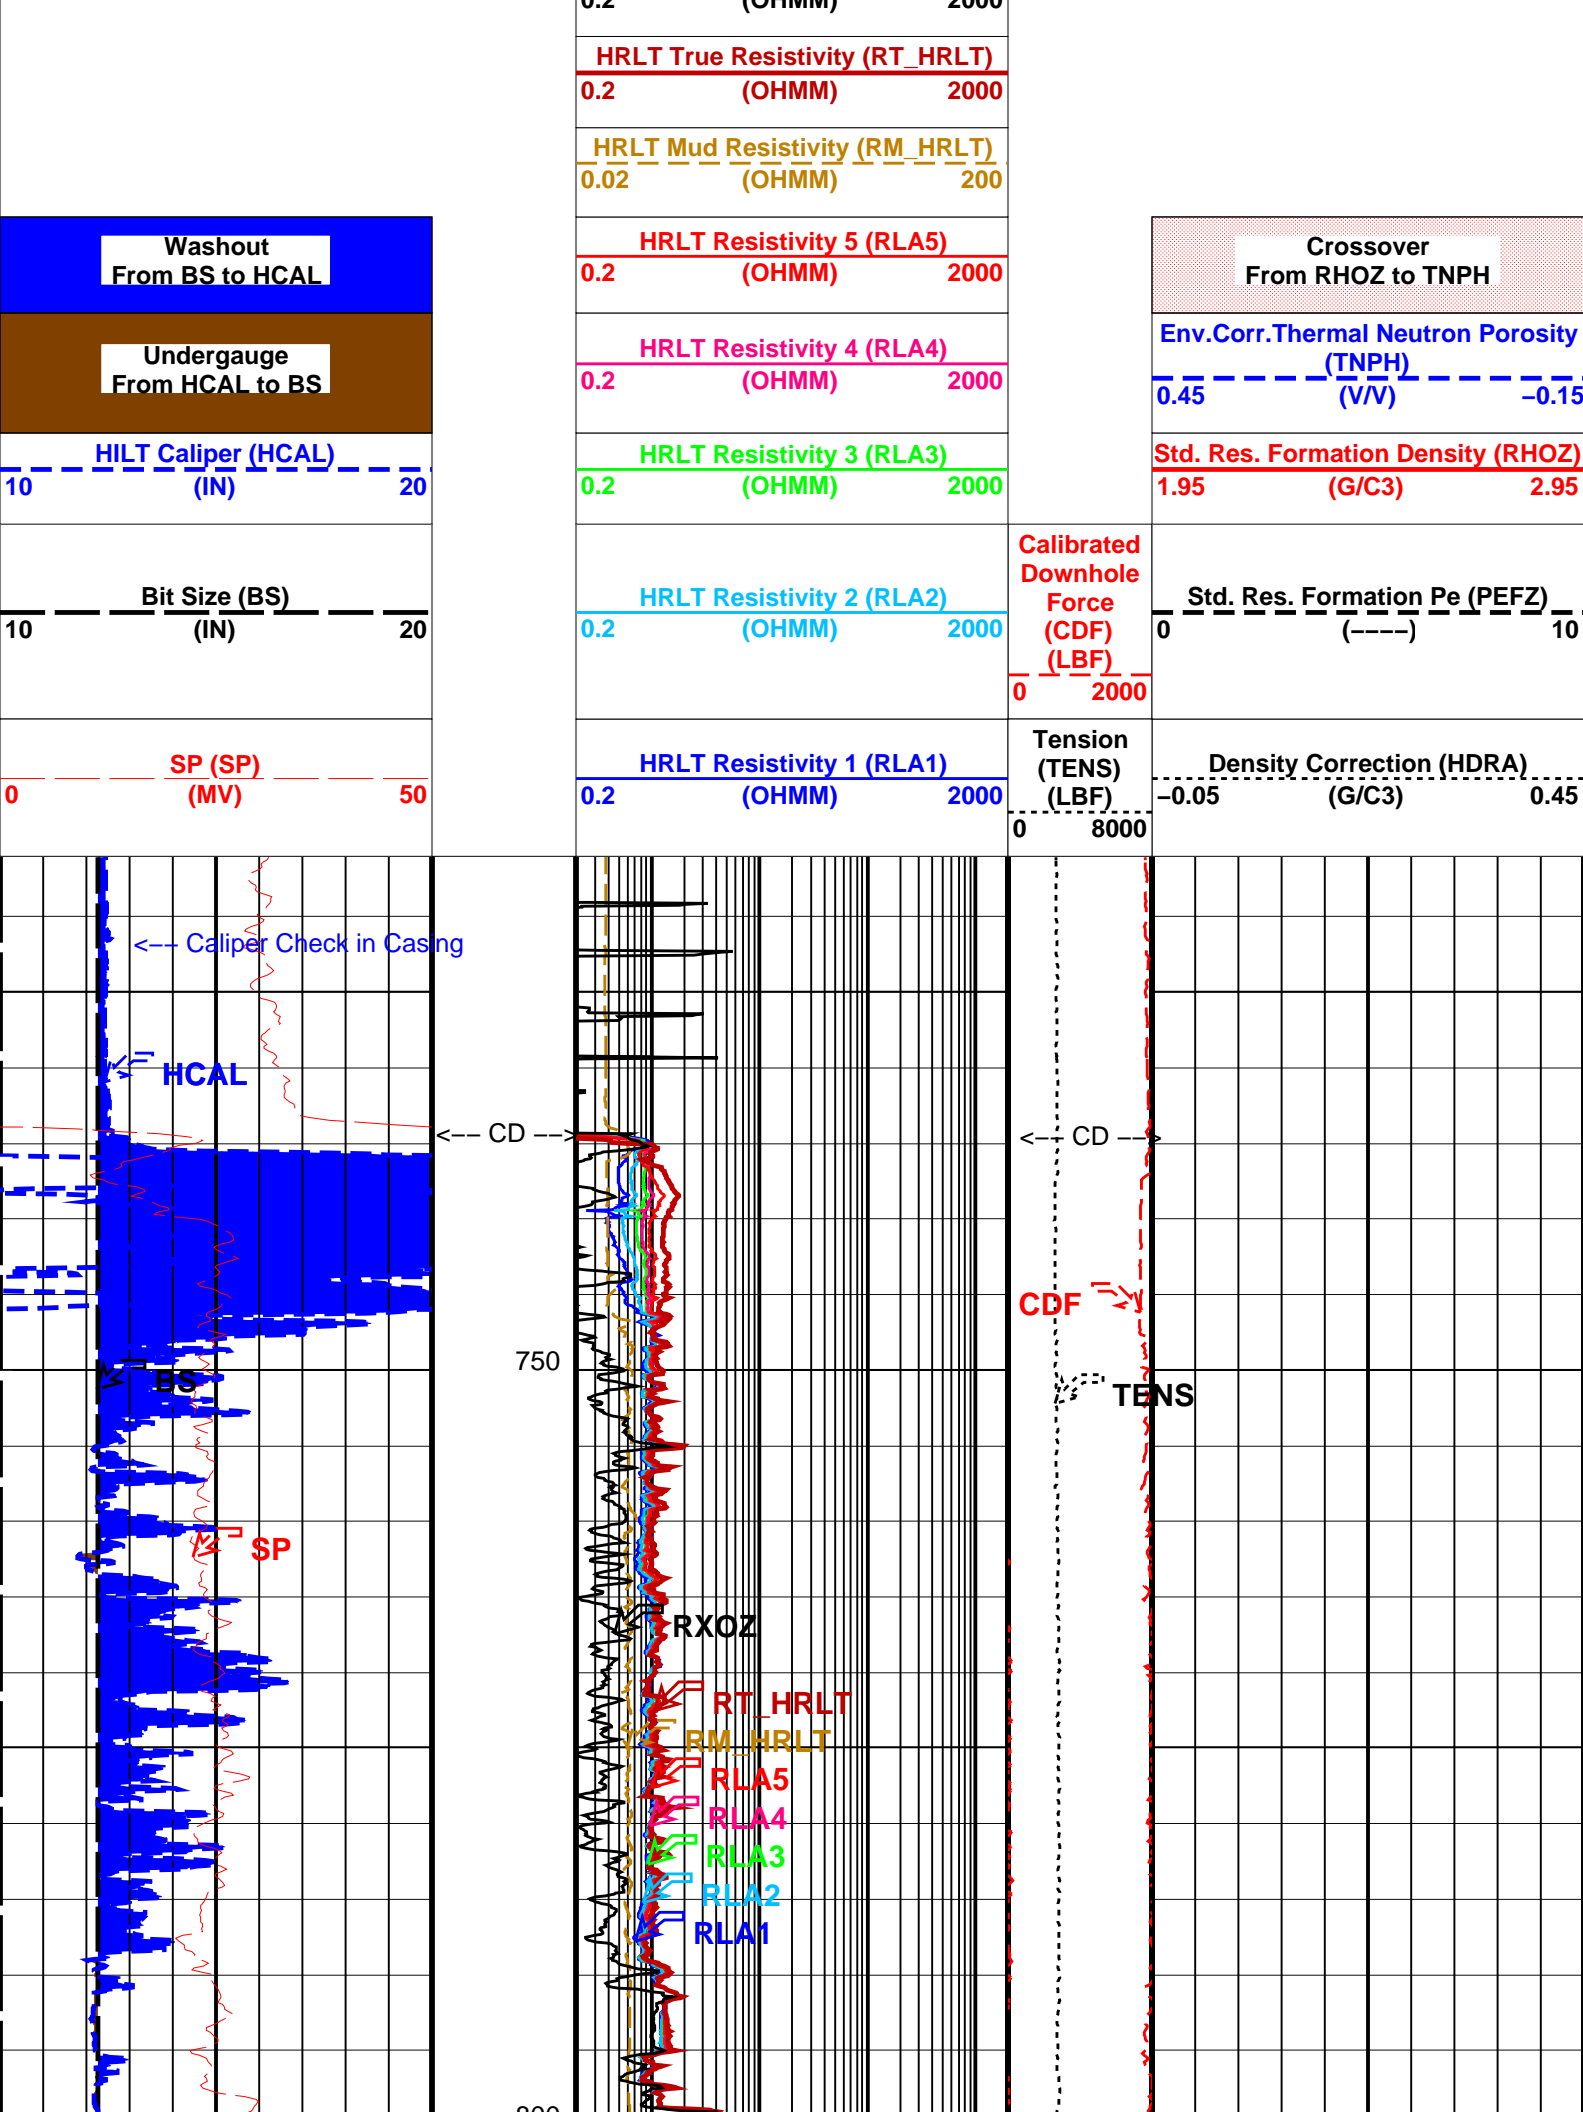 0.2 (OHMM) 2000
HRLT True Resistivity (RT_HRLT)
0.2 (OHMM) 2000
HRLT Mud Resistivity (RM_HRLT)
0.02 (OHMM) 200
Washout
From BS to HCAL
HRLT Resistivity 5 (RLA5)
0.2 (OHMM) 2000
Crossover
From RHOZ to TNPH
Undergauge
From HCAL to BS
HRLT Resistivity 4 (RLA4)
0.2 (OHMM) 2000
Env.Corr.Thermal Neutron Porosity
(TNPH)
0.45 (V/V) −0.15
HILT Caliper (HCAL)
10 (IN) 20
HRLT Resistivity 3 (RLA3)
0.2 (OHMM) 2000
Std. Res. Formation Density (RHOZ)
1.95 (G/C3) 2.95
Bit Size (BS)
10 (IN) 20
HRLT Resistivity 2 (RLA2)
0.2 (OHMM) 2000
Calibrated
Downhole
Force
(CDF)
(LBF)
0 2000
Std. Res. Formation Pe (PEFZ)
0 (−−−−) 10
SP (SP)
0 (MV) 50
HRLT Resistivity 1 (RLA1)
0.2 (OHMM) 2000
Tension
(TENS)
(LBF)
0 8000
Density Correction (HDRA)
−0.05 (G/C3) 0.45
<−− Caliper Check in Casing
HCAL
<−− CD −−>
<−− CD −−>
CDF
750
BS
TENS
SP
RXOZ
RT_HRLT
RM_HRLT
RLA5
RLA4
RLA3
RLA2
RLA1
800